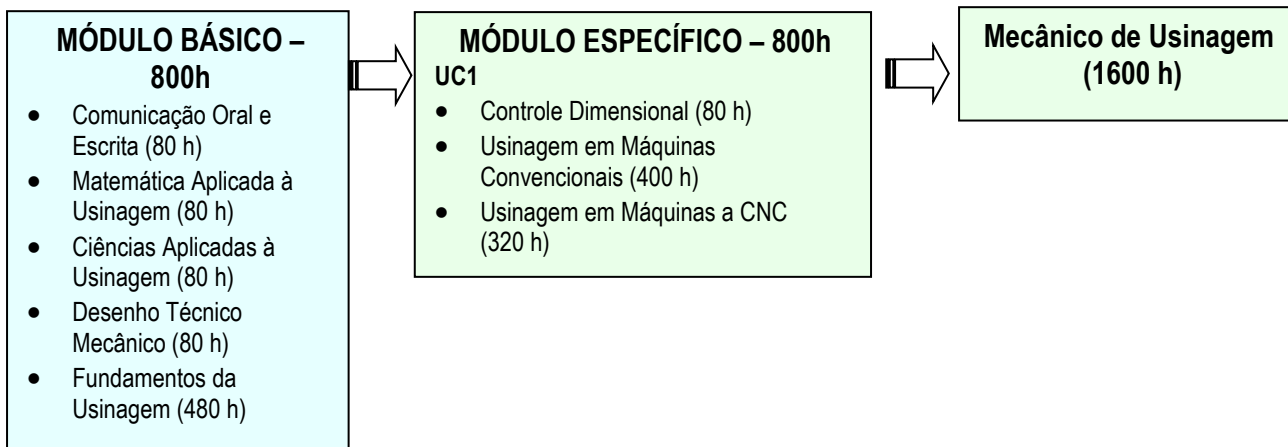 MÓDULO BÁSICO –
800h
• Comunicação Oral e
Escrita (80 h)
• Matemática Aplicada à
Usinagem (80 h)
• Ciências Aplicadas à
Usinagem (80 h)
• Desenho Técnico
Mecânico (80 h)
• Fundamentos da
Usinagem (480 h)
MÓDULO ESPECÍFICO – 800h
UC1
• Controle Dimensional (80 h)
• Usinagem em Máquinas
Convencionais (400 h)
• Usinagem em Máquinas a CNC
(320 h)
Mecânico de Usinagem
(1600 h)